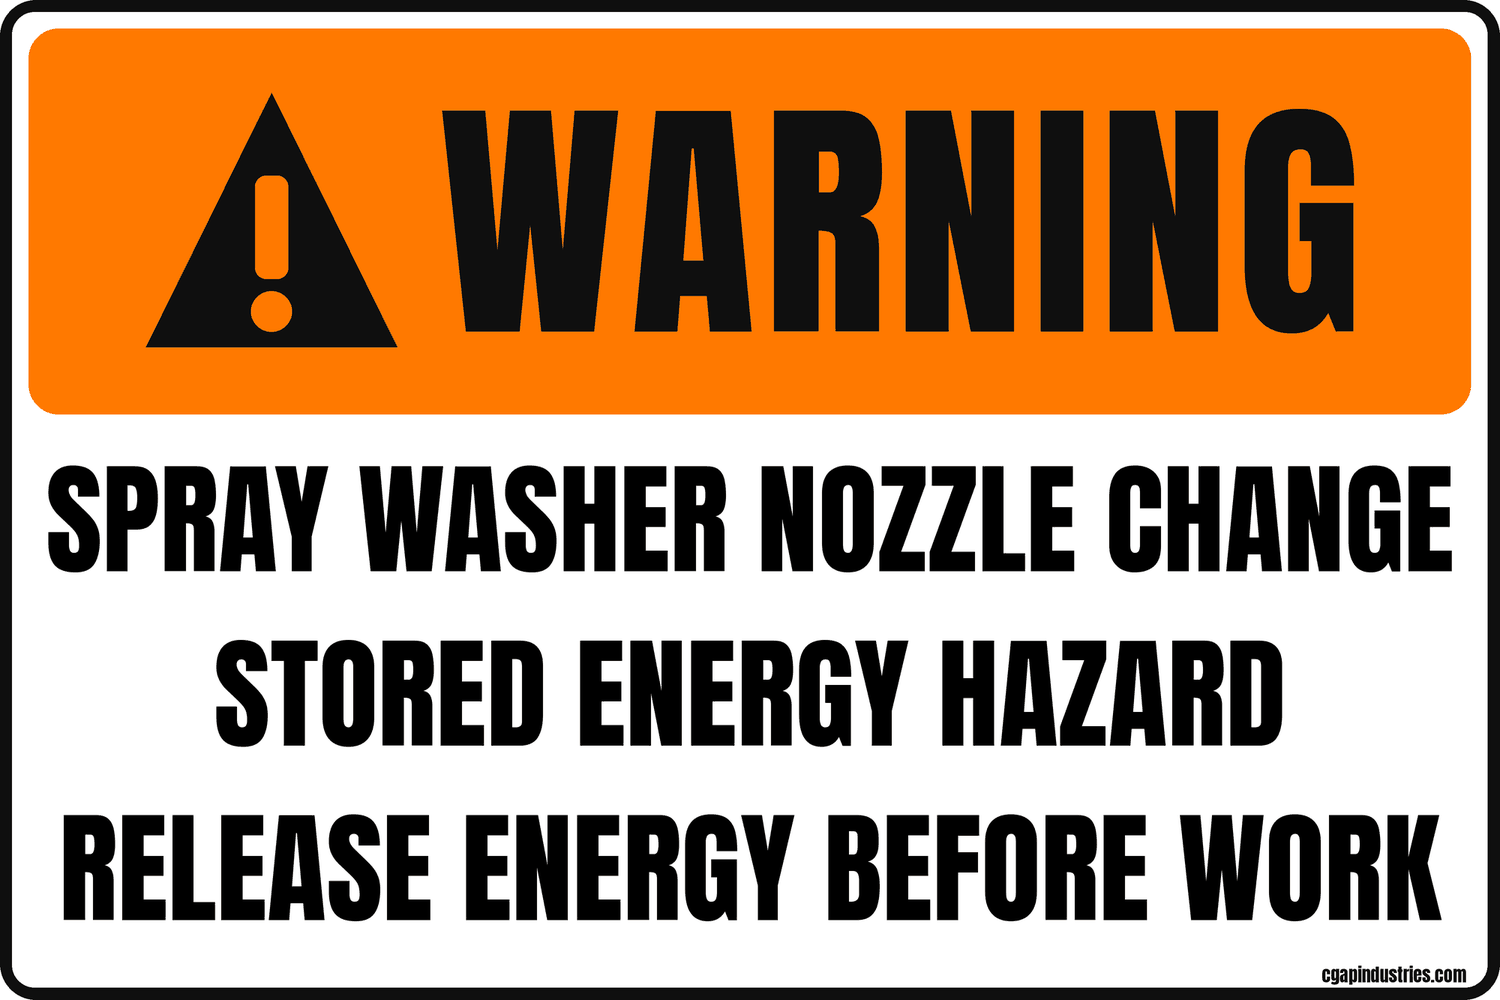 WARNING
SPRAY WASHER NOZZLE CHANGE
STORED ENERGY HAZARD
RELEASE ENERGY BEFORE WORK
cgapindustries.com